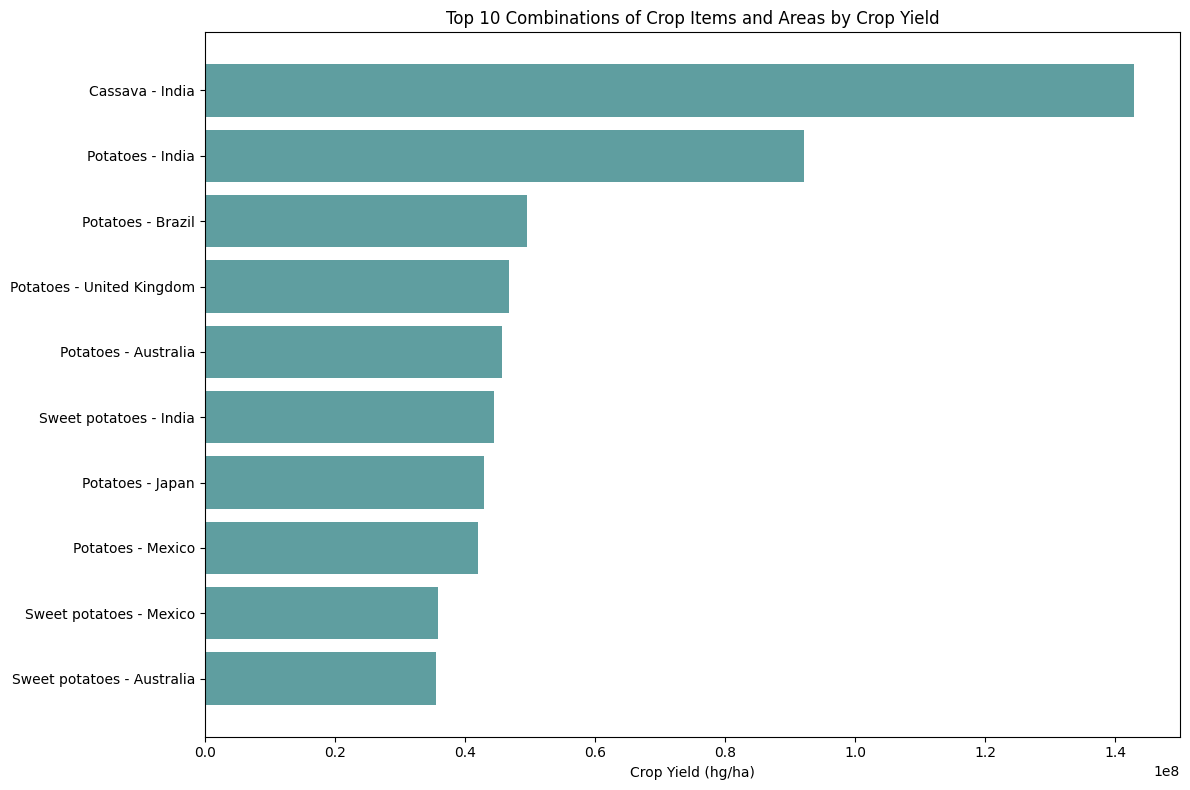 Top 10 Combinations of Crop Items and Areas by Crop Yield
Cassava - India
Potatoes - India
Potatoes - Brazil
Potatoes - United Kingdom
Potatoes - Australia
Sweet potatoes - India
Potatoes - Japan
Potatoes - Mexico
Sweet potatoes - Mexico
Sweet potatoes - Australia
0.0 0.2 0.4 0.6 0.8 1.0 1.2 1.4
1e8
Crop Yield (hg/ha)